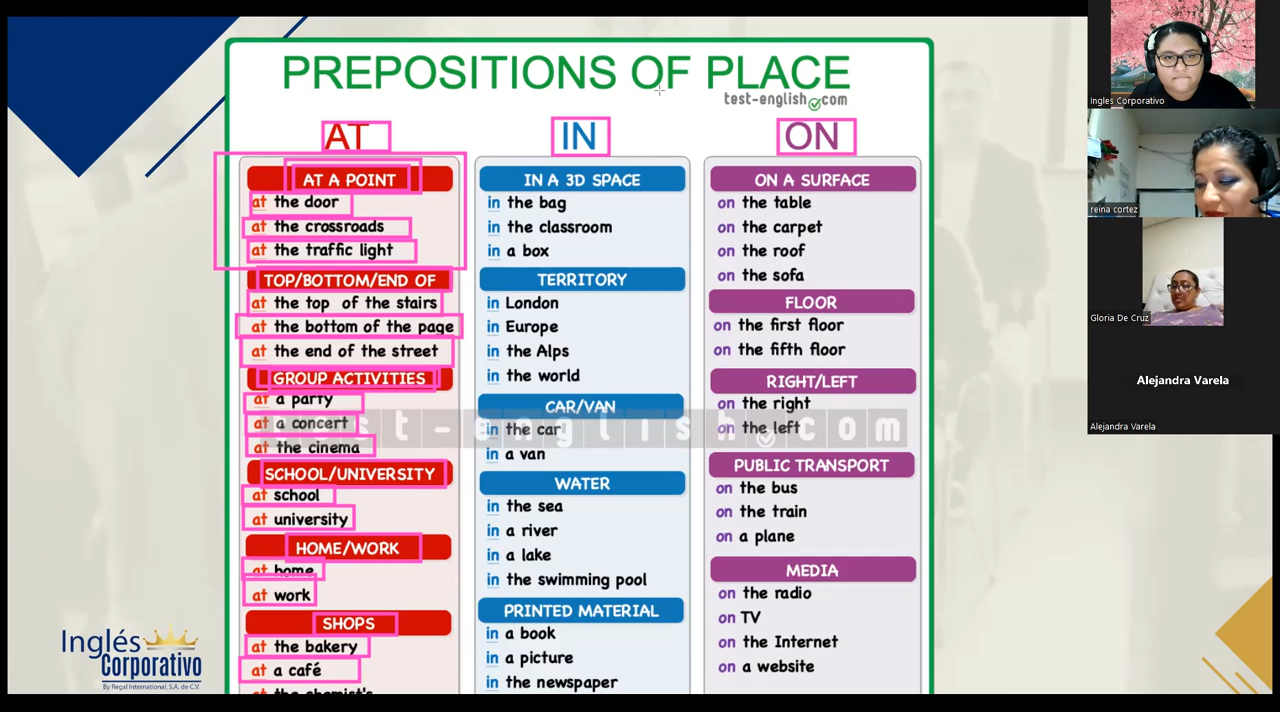 PREPOSITIONS OF PLACE
test-english.com
AT
AT A POINT
at the door
at the crossroads
at the traffic light
TOP/BOTTOM/END OF
at the top of the stairs
at the bottom of the page
at the end of the street
GROUP ACTIVITIES
at a party
at a concert
at the cinema
SCHOOL/UNIVERSITY
at school
at university
HOME/WORK
at home
at work
SHOPS
at the bakery
at a café
at the chemist's
IN
IN A 3D SPACE
in the bag
in the classroom
in a box
TERRITORY
in London
in Europe
in the Alps
in the world
CAR/VAN
in the car
in a van
WATER
in the sea
in a river
in a lake
in the swimming pool
PRINTED MATERIAL
in a book
in a picture
in the newspaper
ON
ON A SURFACE
on the table
on the carpet
on the roof
on the sofa
FLOOR
on the first floor
on the fifth floor
RIGHT/LEFT
on the right
on the left
PUBLIC TRANSPORT
on the bus
on the train
on a plane
MEDIA
on the radio
on TV
on the Internet
on a website
test-english.com
Inglés
Corporativo
By Regal International, S.A. de C.V.
Ingles Corporativo
reina cortez
Gloria De Cruz
Alejandra Varela
Alejandra Varela